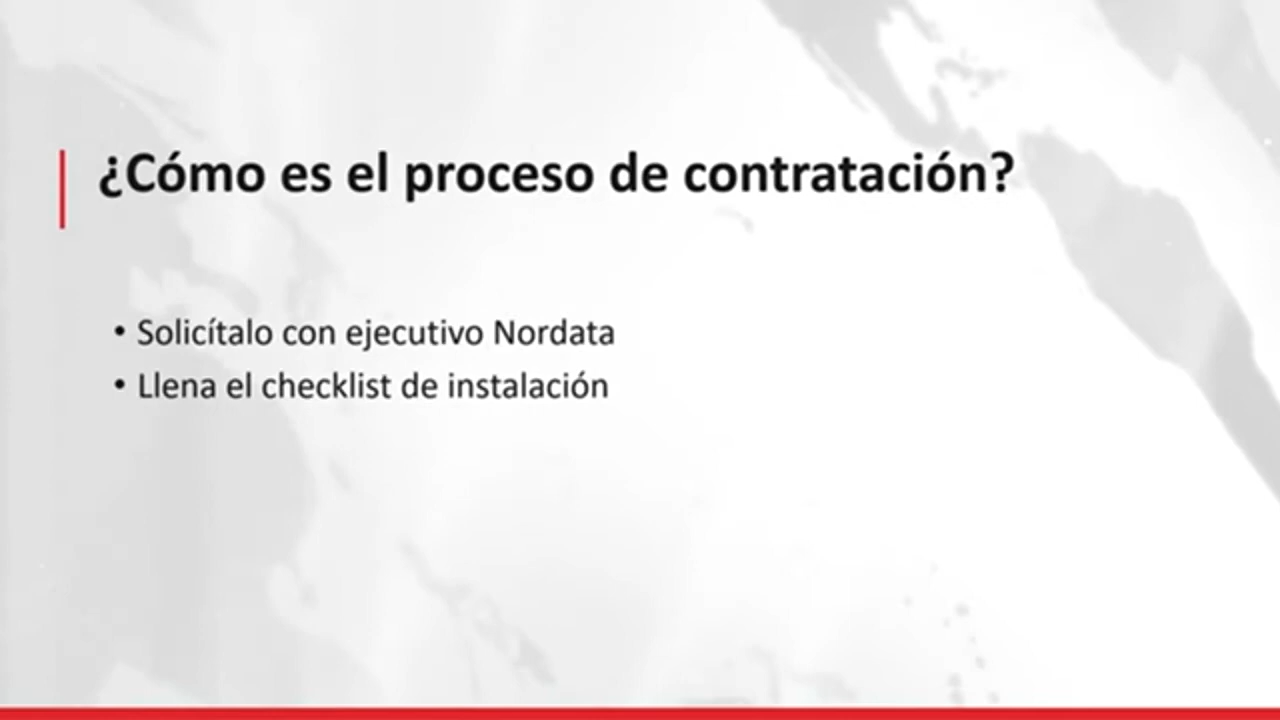 ¿Cómo es el proceso de contratación?
• Solicítalo con ejecutivo Nordata
• Llena el checklist de instalación